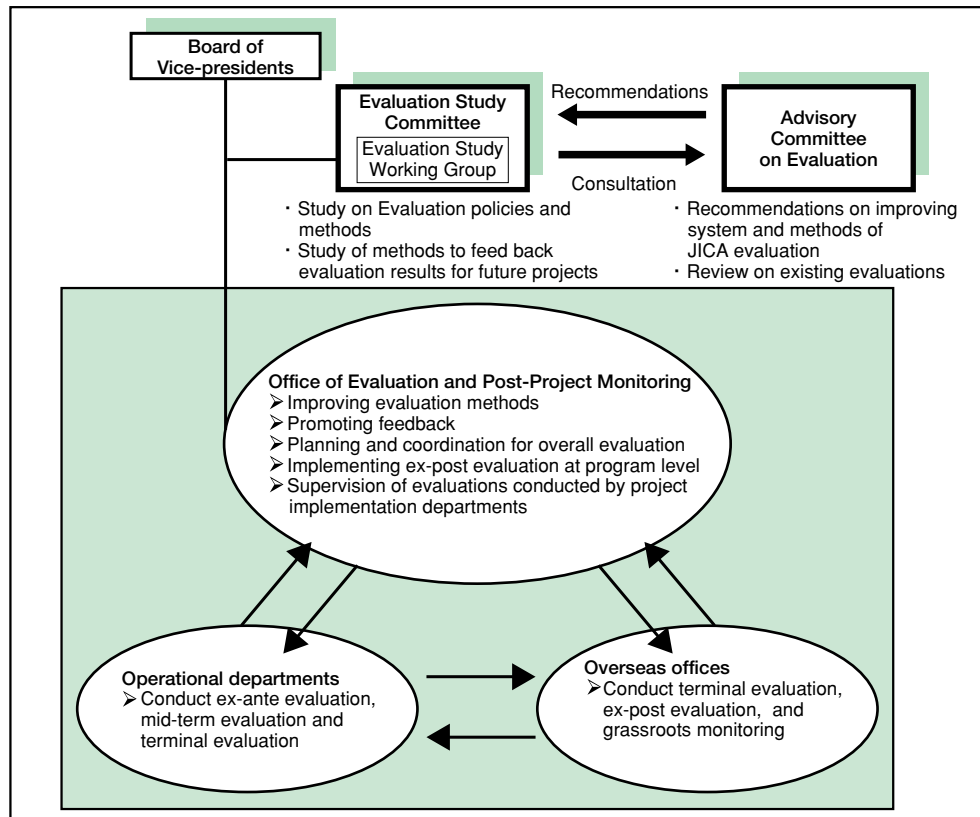 Board of
Vice-presidents
Evaluation Study
Committee
Evaluation Study
Working Group
Recommendations
Consultation
Advisory
Committee
on Evaluation
・Study on Evaluation policies and
methods
・Study of methods to feed back
evaluation results for future projects
・Recommendations on improving
system and methods of
JICA evaluation
・Review on existing evaluations
Office of Evaluation and Post-Project Monitoring
➢Improving evaluation methods
➢Promoting feedback
➢Planning and coordination for overall evaluation
➢Implementing ex-post evaluation at program level
➢Supervision of evaluations conducted by project
implementation departments
Operational departments
➢Conduct ex-ante evaluation,
mid-term evaluation and
terminal evaluation
Overseas offices
➢Conduct terminal evaluation,
ex-post evaluation, and
grassroots monitoring